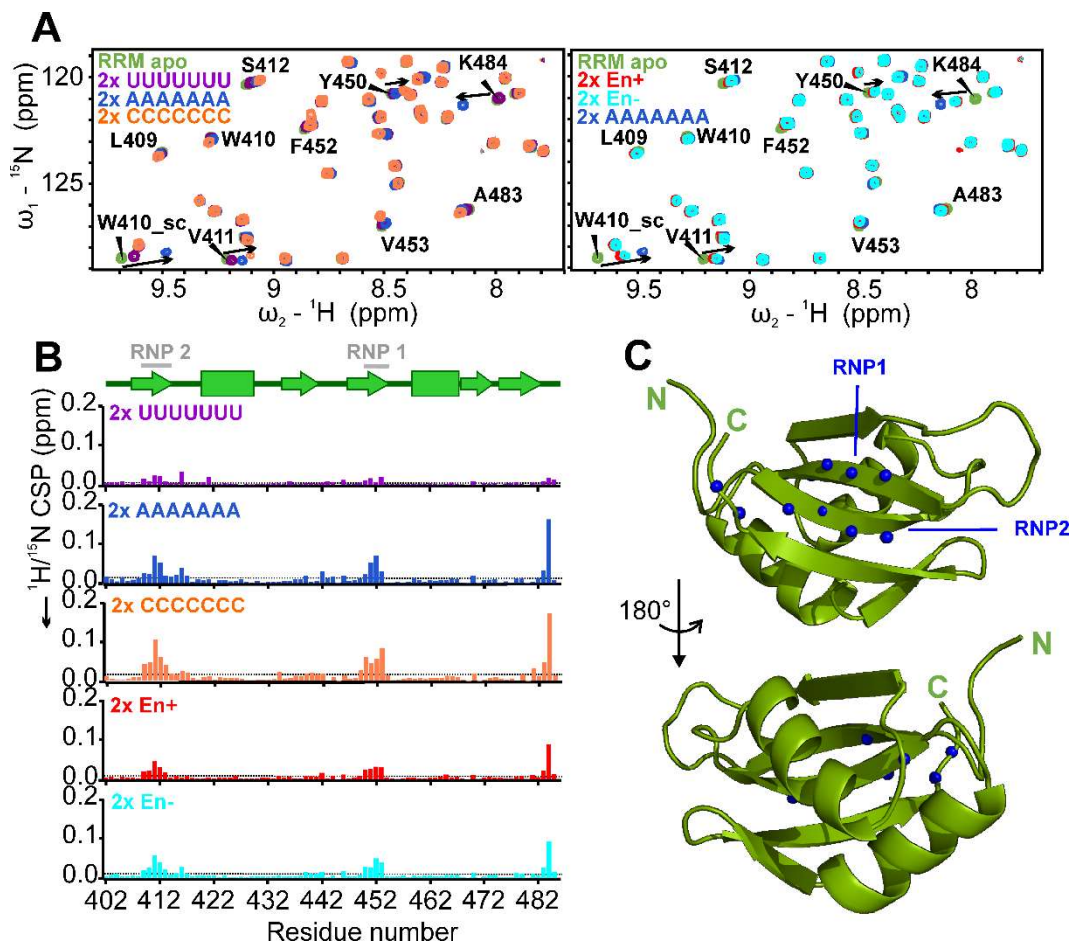 A
RRM apo
2x UUUUUUU
2x AAAAAAA
2x CCCCCCC
S412
Y450
K484
L409
W410
F452
A483
W410_sc
V411
V453
120
125
ω₁ - ¹⁵N (ppm)
9.5
9
8.5
8
ω₂ - ¹H (ppm)
RRM apo
2x En+
2x En-
2x AAAAAAA
S412
Y450
K484
L409
W410
F452
A483
W410_sc
V411
V453
120
125
9.5
9
8.5
8
ω₂ - ¹H (ppm)
B
RNP 2
RNP 1
0.2
0.1
0.0
2x UUUUUUU
0.2
0.1
0.0
2x AAAAAAA
0.2
0.1
0.0
2x CCCCCCC
0.2
0.1
0.0
2x En+
0.2
0.1
0.0
2x En-
← ¹H/¹⁵N CSP (ppm)
402 412 422 432 442 452 462 472 482
Residue number
C
RNP1
N
C
RNP2
180°
N
C